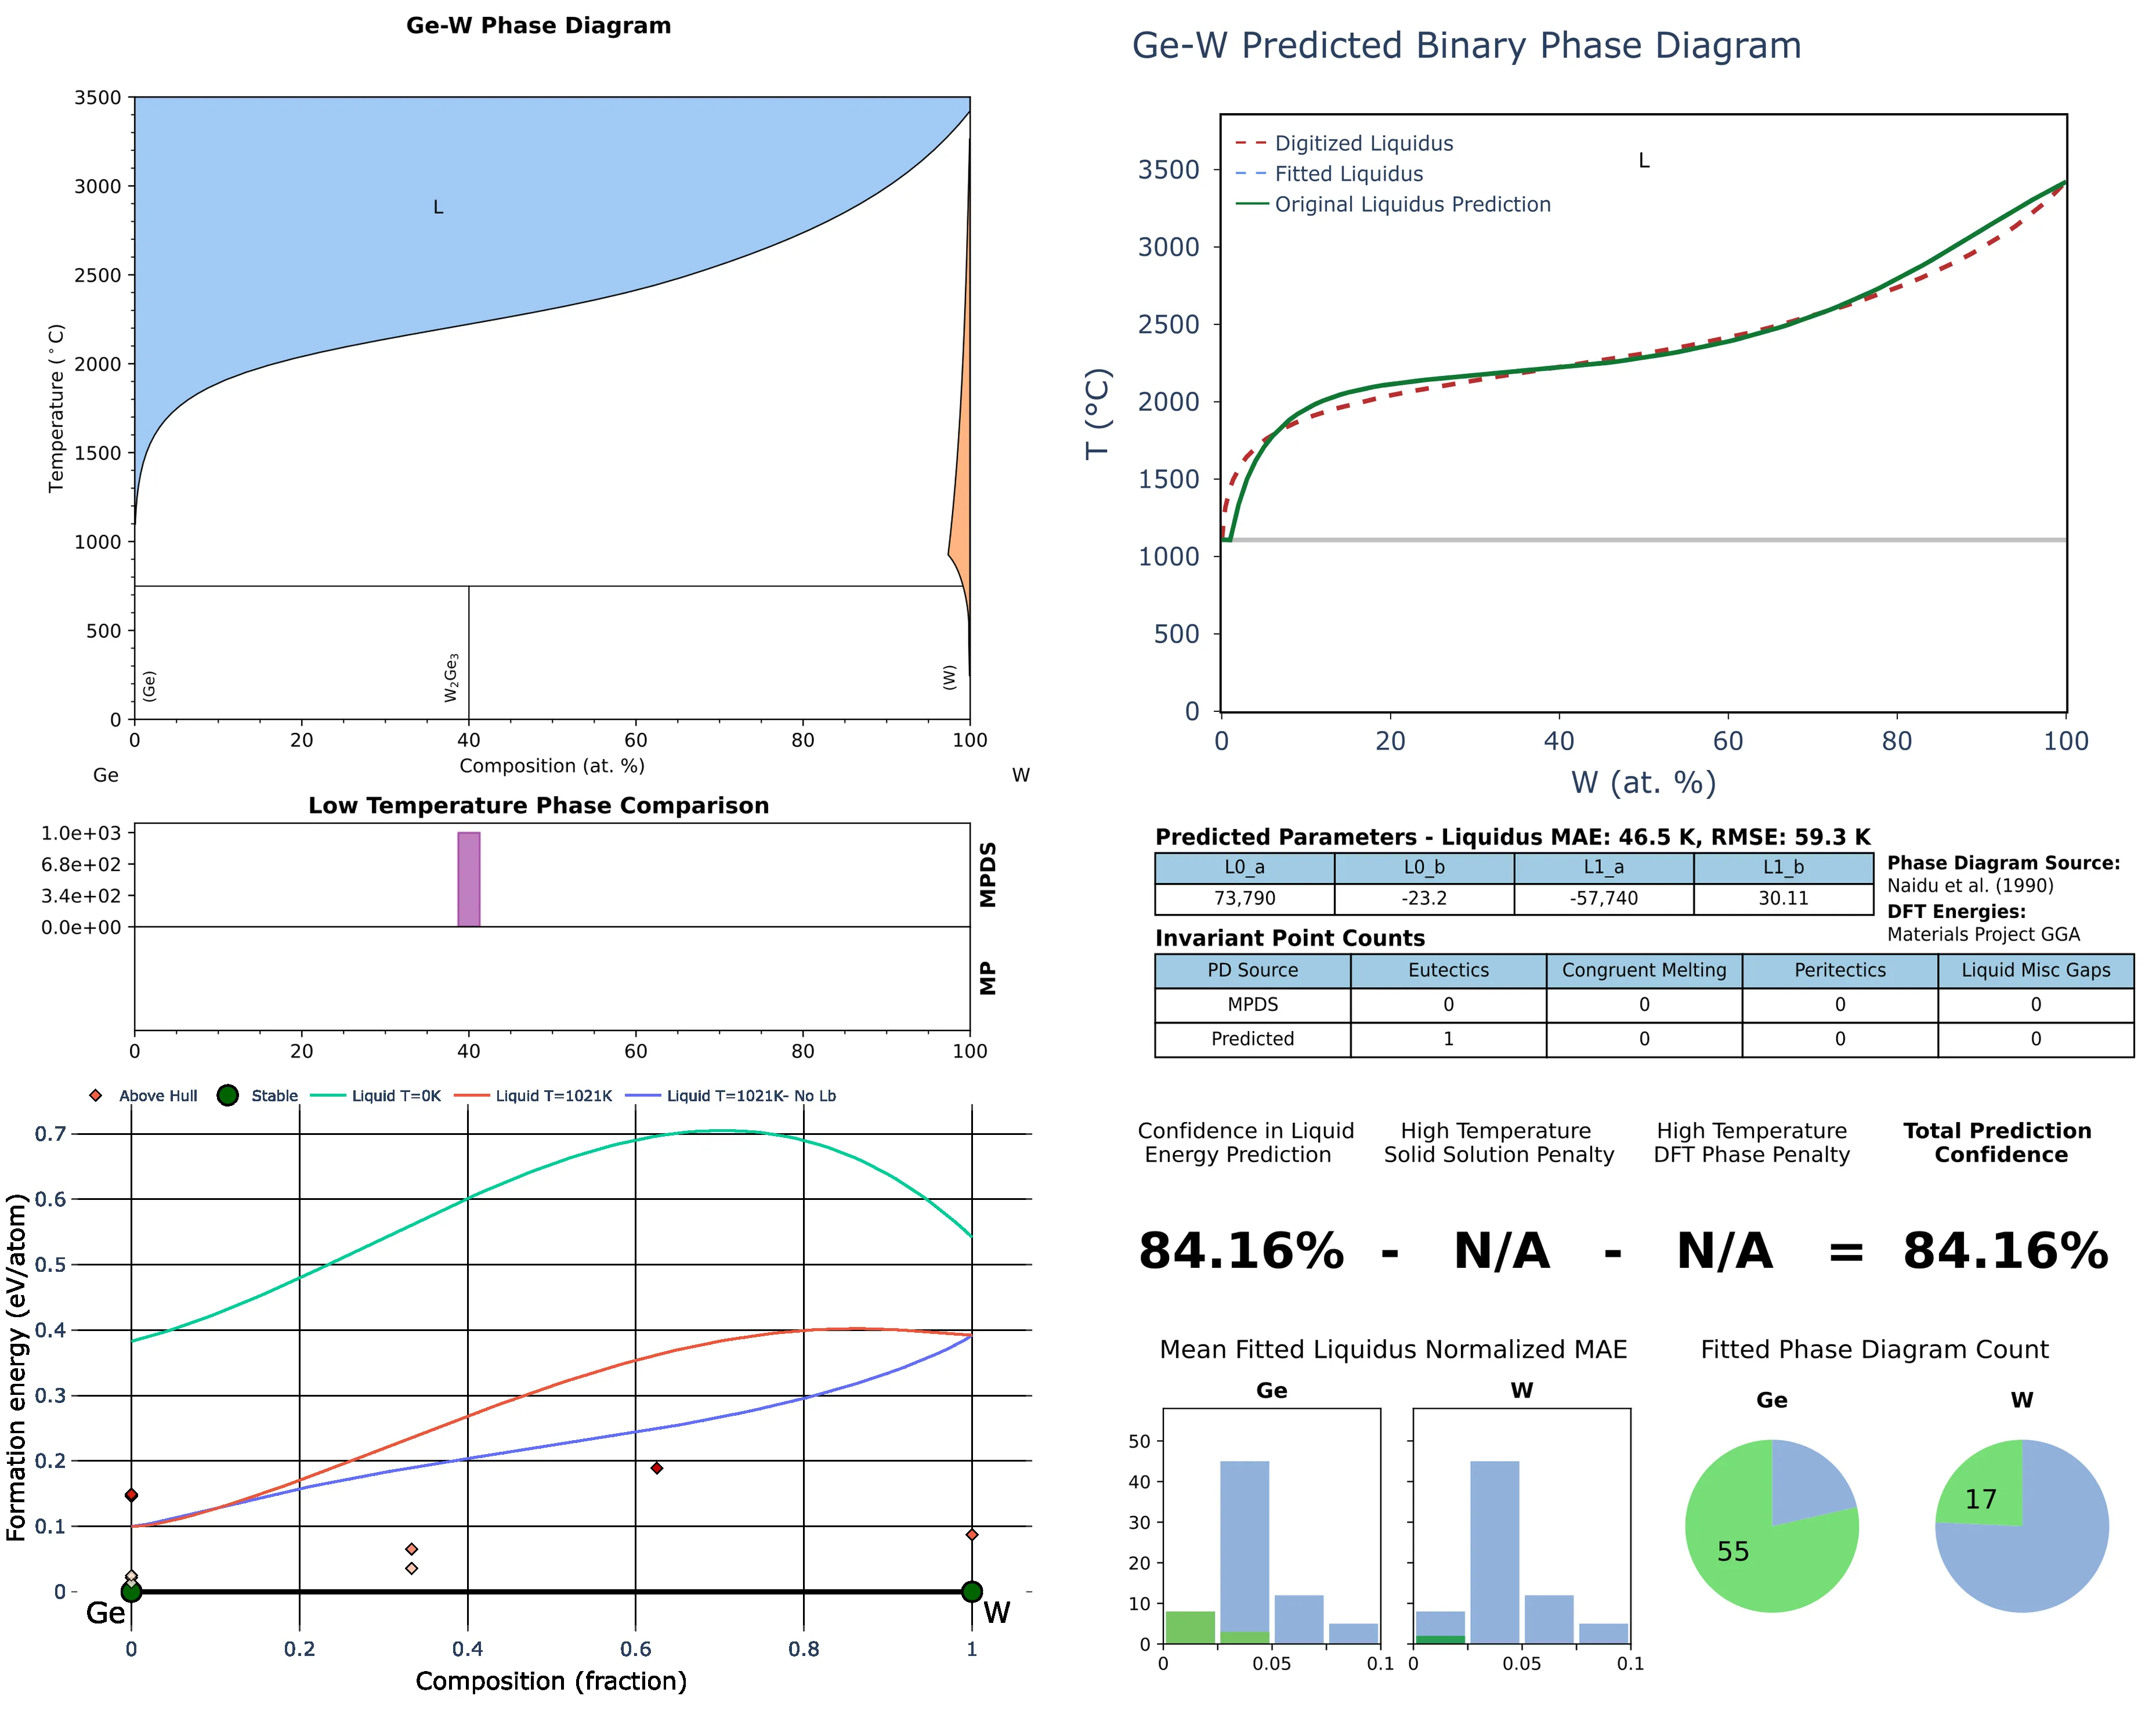 Ge-W Phase Diagram
3500
3000
2500
2000
1500
1000
500
0
Temperature (°C)
L
(Ge)
W2Ge3
(W)
0 20 40 60 80 100
Composition (at. %)
Ge W
Low Temperature Phase Comparison
1.0e+03
6.8e+02
3.4e+02
0.0e+00
MPDS
MP
0 20 40 60 80 100
Above Hull Stable Liquid T=0K Liquid T=1021K Liquid T=1021K- No Lb
0.7
0.6
0.5
0.4
0.3
0.2
0.1
0
Formation energy (eV/atom)
Ge W
0 0.2 0.4 0.6 0.8 1
Composition (fraction)
Ge-W Predicted Binary Phase Diagram
Digitized Liquidus
Fitted Liquidus
Original Liquidus Prediction
L
3500
3000
2500
2000
1500
1000
500
0
T (°C)
0 20 40 60 80 100
W (at. %)
Predicted Parameters - Liquidus MAE: 46.5 K, RMSE: 59.3 K
L0_a L0_b L1_a L1_b
73,790 -23.2 -57,740 30.11
Phase Diagram Source:
Naidu et al. (1990)
DFT Energies:
Materials Project GGA
Invariant Point Counts
PD Source Eutectics Congruent Melting Peritectics Liquid Misc Gaps
MPDS 0 0 0 0
Predicted 1 0 0 0
Confidence in Liquid
Energy Prediction
High Temperature
Solid Solution Penalty
High Temperature
DFT Phase Penalty
Total Prediction
Confidence
84.16% - N/A - N/A = 84.16%
Mean Fitted Liquidus Normalized MAE
Ge W
50
40
30
20
10
0
0 0.05 0.1 0 0.05 0.1
Fitted Phase Diagram Count
Ge W
55 17